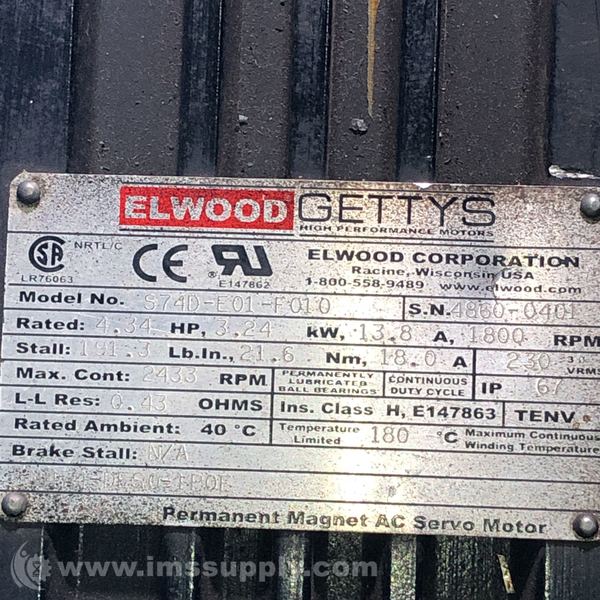 ELWOOD GETTYS
HIGH PERFORMANCE MOTORS
SA NRTL/C
LR76063
CE
RU
E147862
ELWOOD CORPORATION
Racine, Wisconsin USA
1-800-558-9489 www.elwood.com
Model No. S74D-E01-F010 S.N. 4860-0401
Rated: 4.34 HP, 3.24 kW, 13.8 A, 1800 RPM
Stall: 191.3 Lb.In., 21.6 Nm, 18.0 A 230 VRMS
Max. Cont: 2433 RPM PERMANENTLY LUBRICATED BALL BEARINGS CONTINUOUS DUTY CYCLE IP 67
L-L Res: 0.43 OHMS Ins. Class H, E147863 TENV
Rated Ambient: 40 °C Temperature Limited 180 °C Maximum Continuous Winding Temperature
Brake Stall: N/A
Permanent Magnet AC Servo Motor
www.imssupply.com